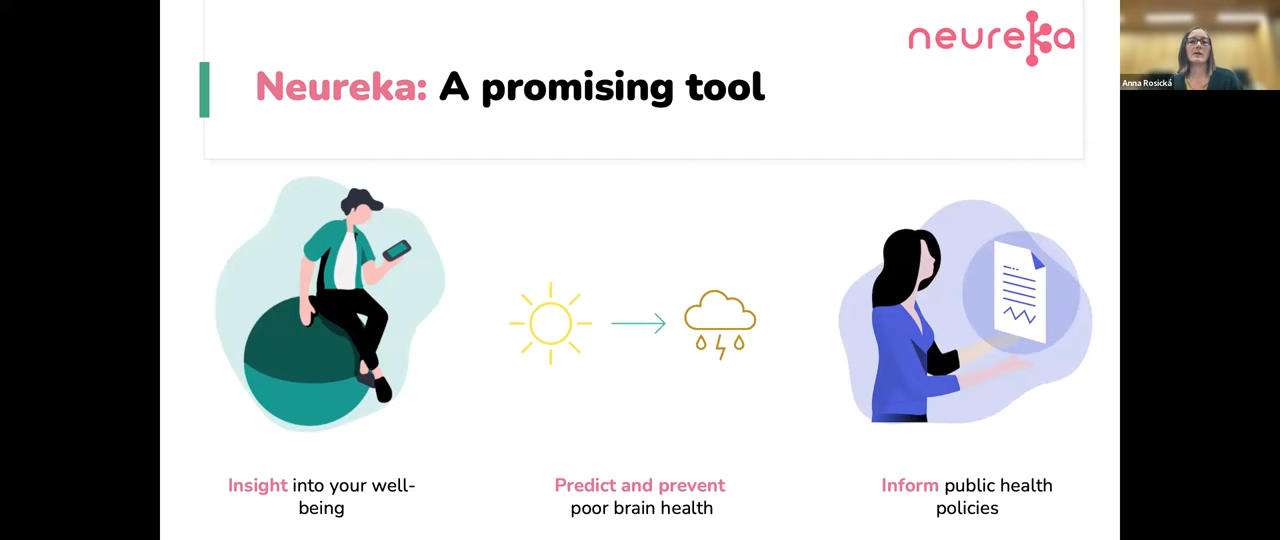 neureka
Anna Rosická
Neureka: A promising tool
Insight into your well-
being
Predict and prevent
poor brain health
Inform public health
policies